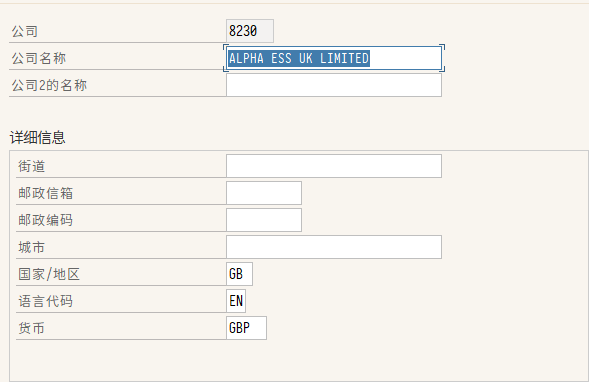 公司 8230
公司名称 ALPHA ESS UK LIMITED
公司2的名称
详细信息
街道
邮政信箱
邮政编码
城市
国家/地区 GB
语言代码 EN
货币 GBP